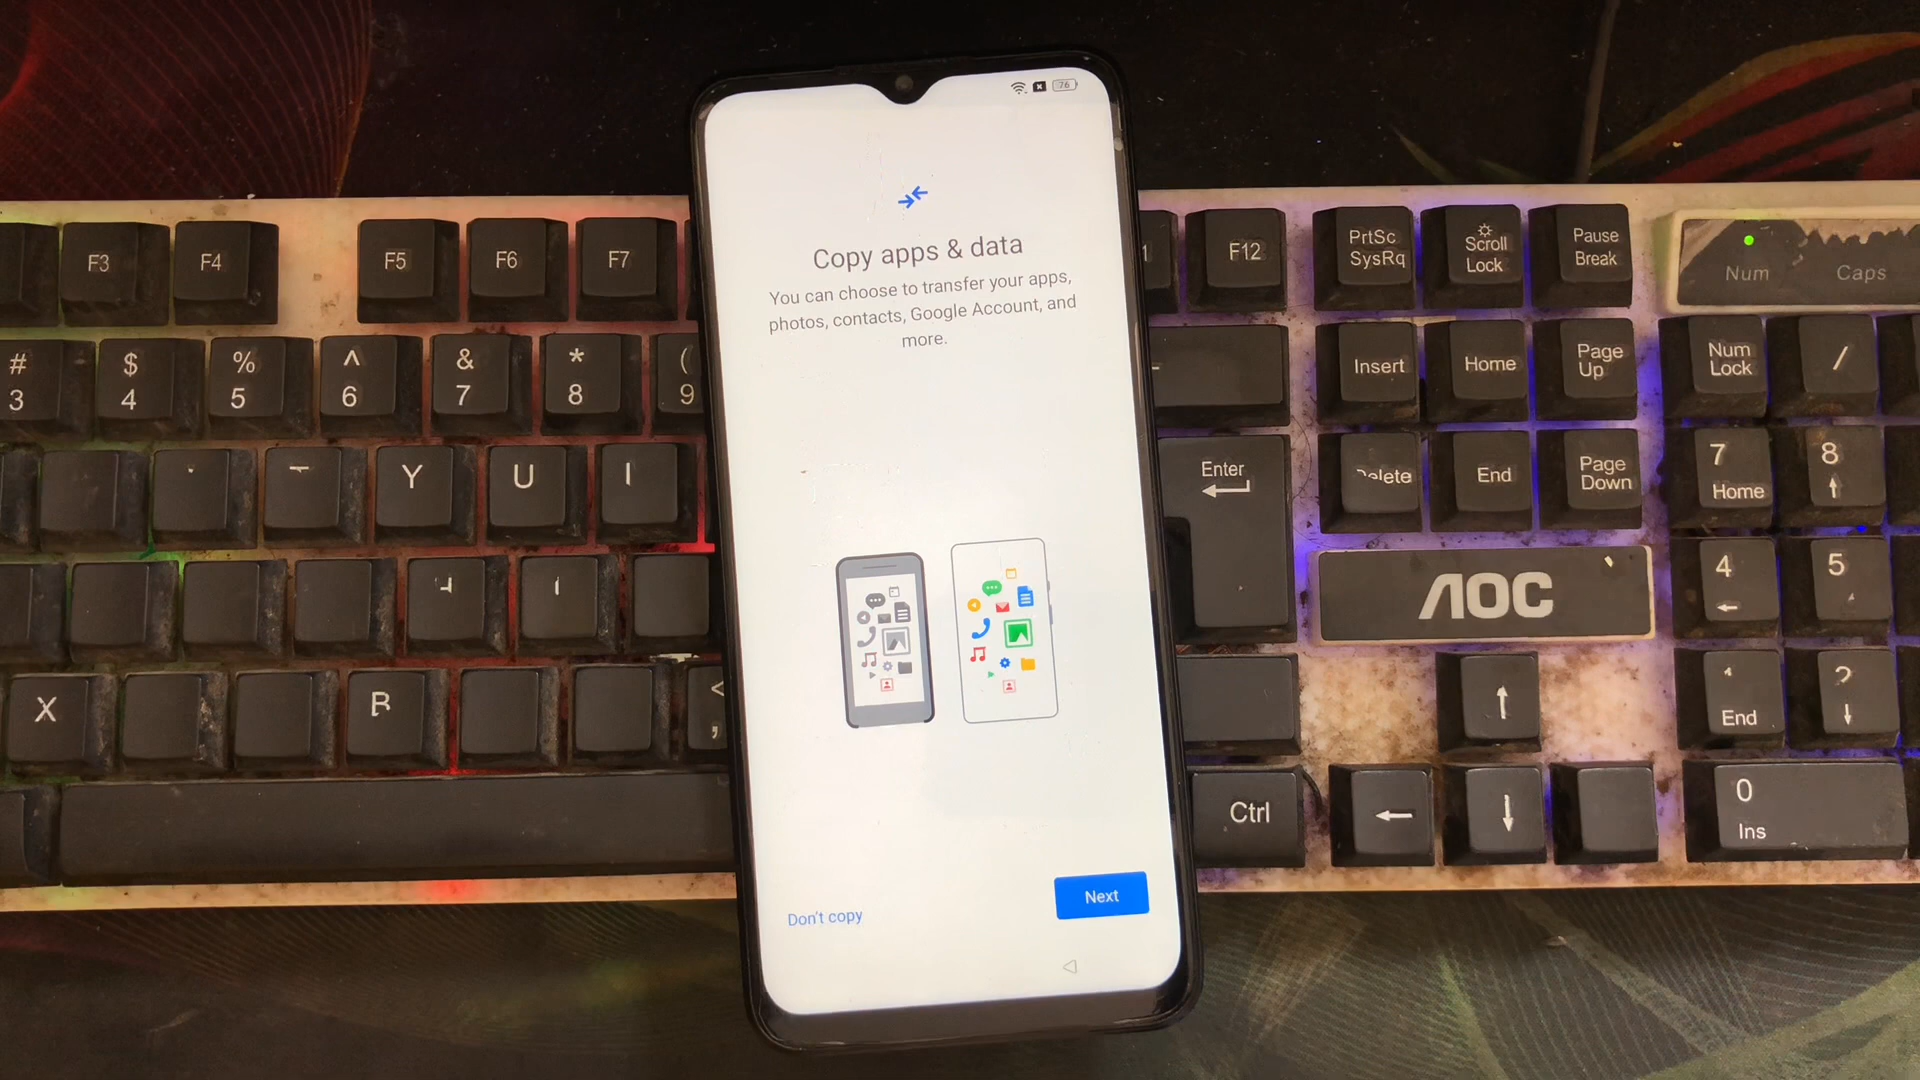 76
Copy apps & data
You can choose to transfer your apps,
photos, contacts, Google Account, and
more.
Don't copy
Next
F3
F4
F5
F6
F7
F12
PrtSc
SysRq
Scroll
Lock
Pause
Break
Num
Caps
#
3
$
4
%
5
^
6
&
7
*
8
(
9
Insert
Home
Page
Up
Num
Lock
/
Y
U
I
Enter
End
Page
Down
7
Home
8
AOC
4
5
X
End
Ctrl
0
Ins